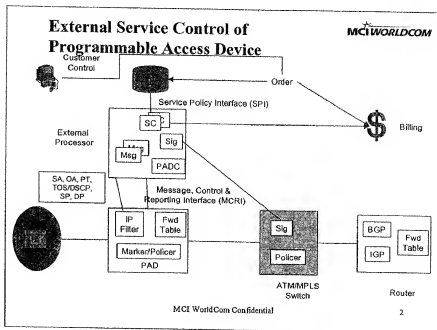 External Service Control of
Programmable Access Device
MCI WORLDCOM
Customer
Control
Order
Service Policy Interface (SPI)
SC
Sig
Billing
External
Processor
Msg
PADC
SA, OA, PT,
TOS/DSCP,
SP, DP
Message, Control &
Reporting Interface (MCRI)
IP
Filter
Fwd
Table
Marker/Policer
PAD
Sig
Policer
ATM/MPLS
Switch
BGP
IGP
Fwd
Table
Router
MCI WorldCom Confidential
2